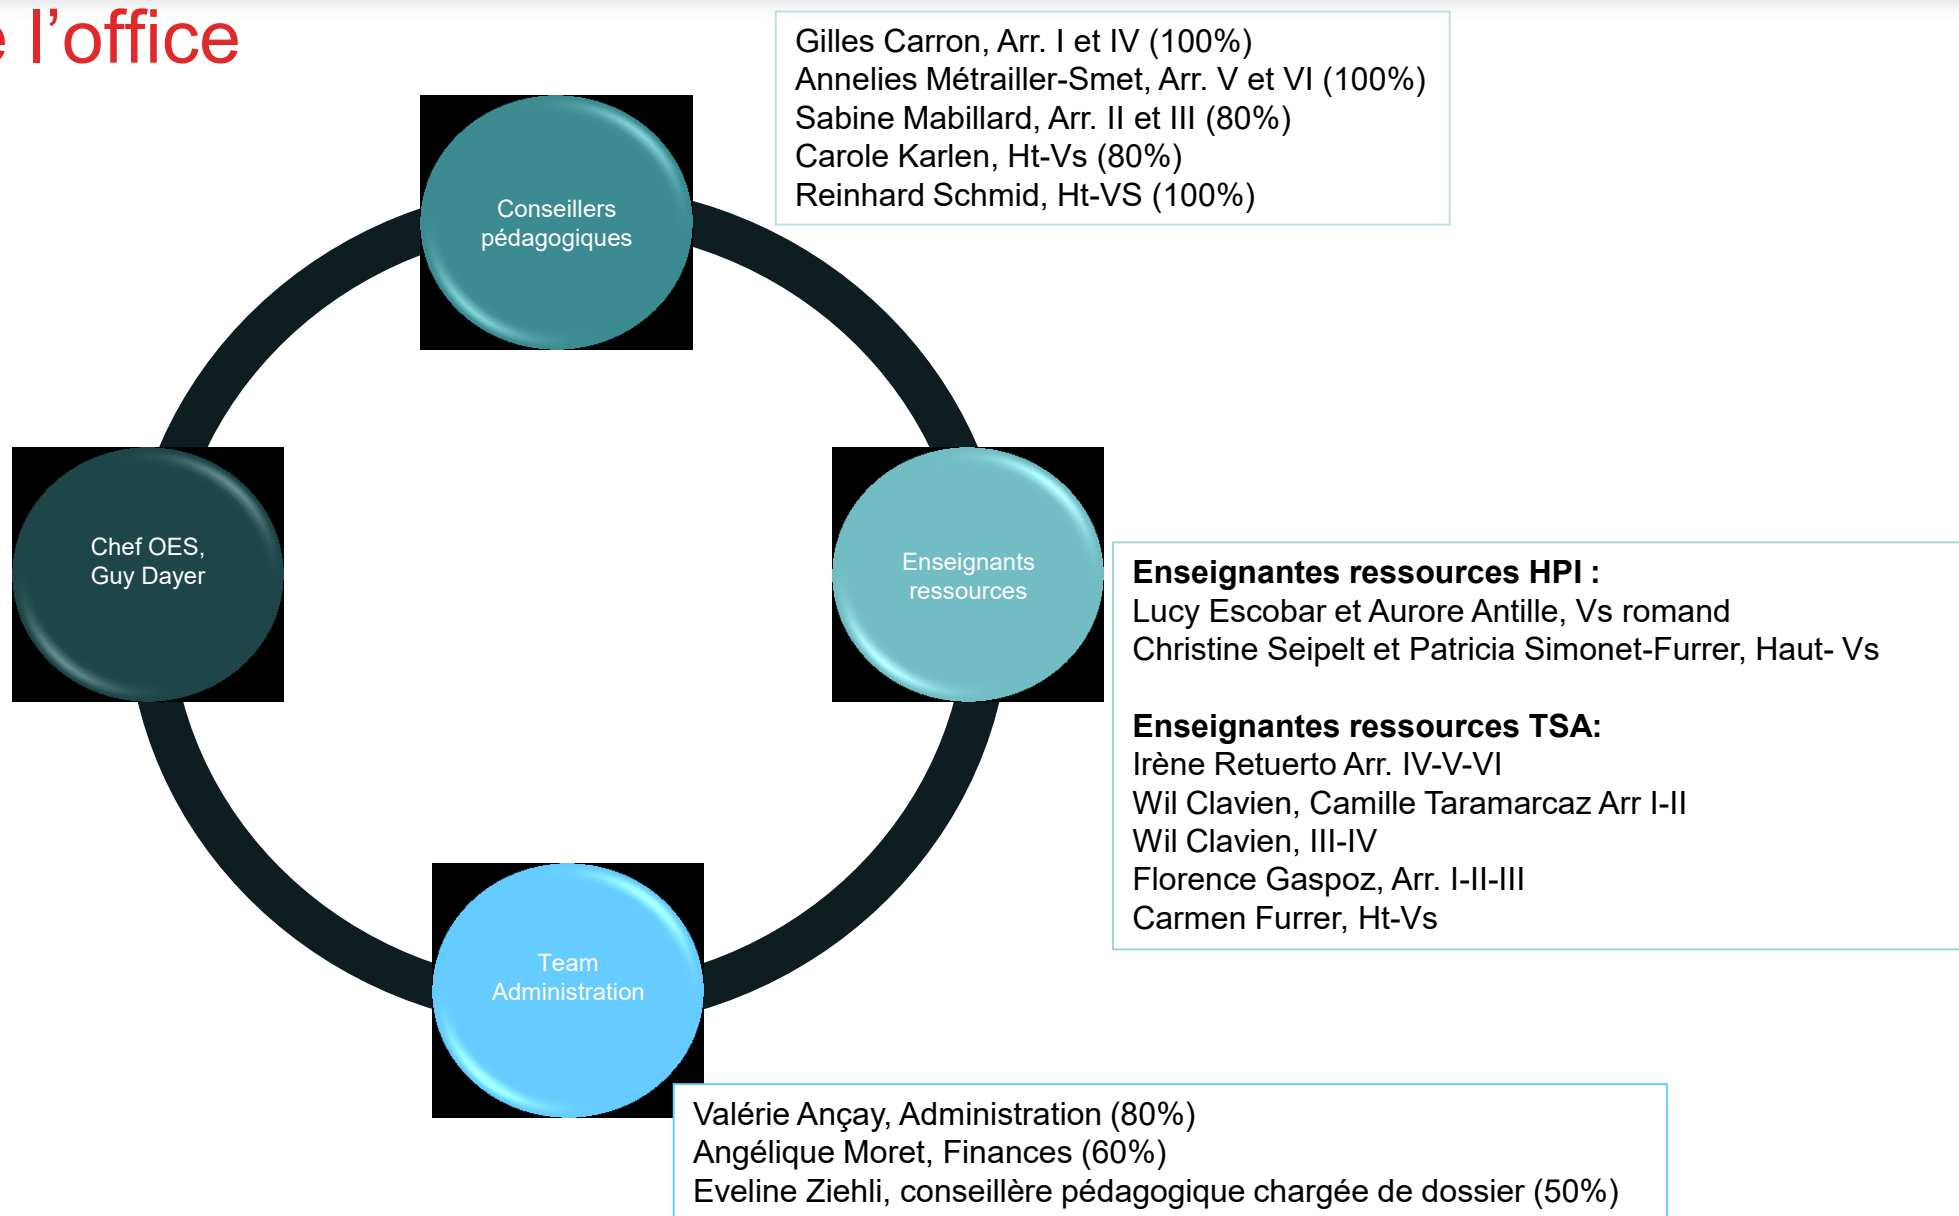 l’office
Gilles Carron, Arr. I et IV (100%)
Annelies Métrailler-Smet, Arr. V et VI (100%)
Sabine Mabillard, Arr. II et III (80%)
Carole Karlen, Ht-Vs (80%)
Reinhard Schmid, Ht-VS (100%)
Conseillers
pédagogiques
Chef OES,
Guy Dayer
Enseignants
ressources
Enseignantes ressources HPI :
Lucy Escobar et Aurore Antille, Vs romand
Christine Seipelt et Patricia Simonet-Furrer, Haut- Vs
Enseignantes ressources TSA:
Irène Retuerto Arr. IV-V-VI
Wil Clavien, Camille Taramarcaz Arr I-II
Wil Clavien, III-IV
Florence Gaspoz, Arr. I-II-III
Carmen Furrer, Ht-Vs
Team
Administration
Valérie Ançay, Administration (80%)
Angélique Moret, Finances (60%)
Eveline Ziehli, conseillère pédagogique chargée de dossier (50%)